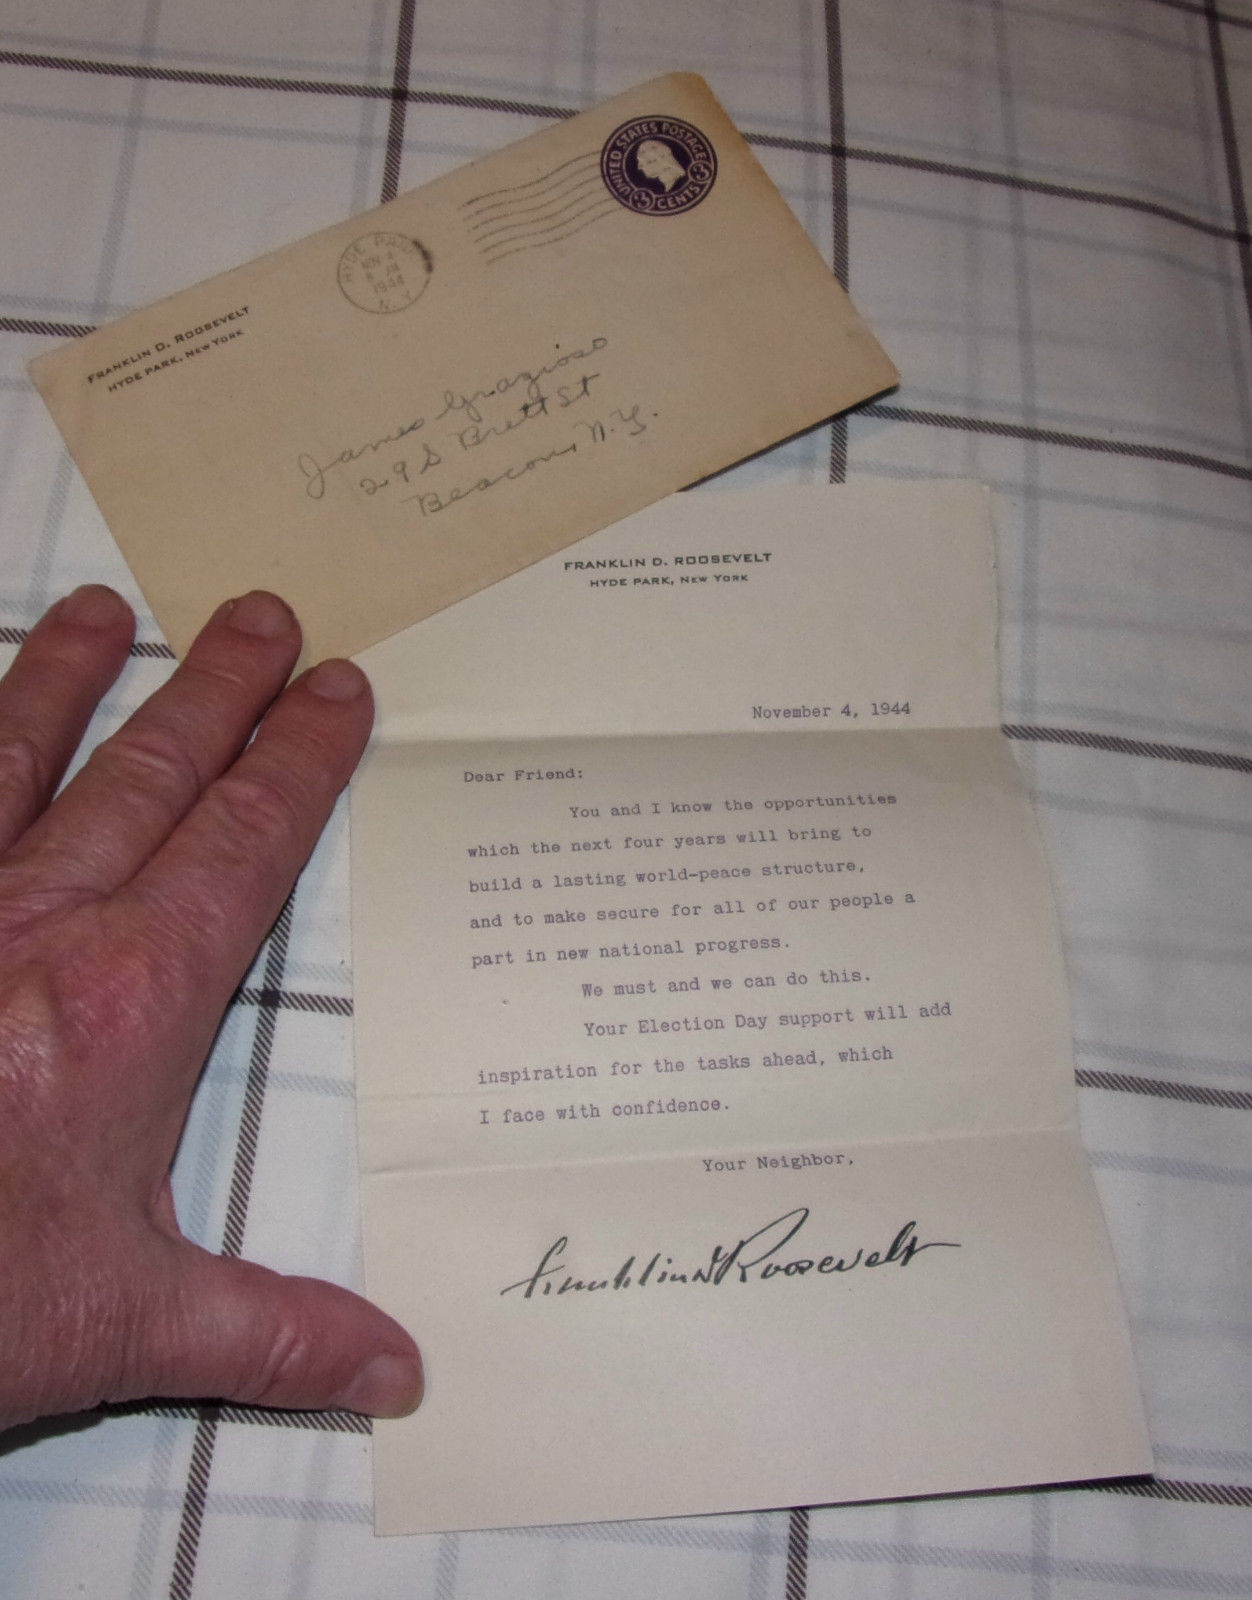 UNITED STATES POSTAGE
3 CENTS 3
HYDE PARK
NOV 4
1944
N.Y.
FRANKLIN D. ROOSEVELT
HYDE PARK, NEW YORK
James Grazioso
29 S Brett St
Beacon, N.Y.
FRANKLIN D. ROOSEVELT
HYDE PARK, NEW YORK
November 4, 1944
Dear Friend:
You and I know the opportunities
which the next four years will bring to
build a lasting world-peace structure,
and to make secure for all of our people a
part in new national progress.
We must and we can do this.
Your Election Day support will add
inspiration for the tasks ahead, which
I face with confidence.
Your Neighbor,
Franklin D Roosevelt